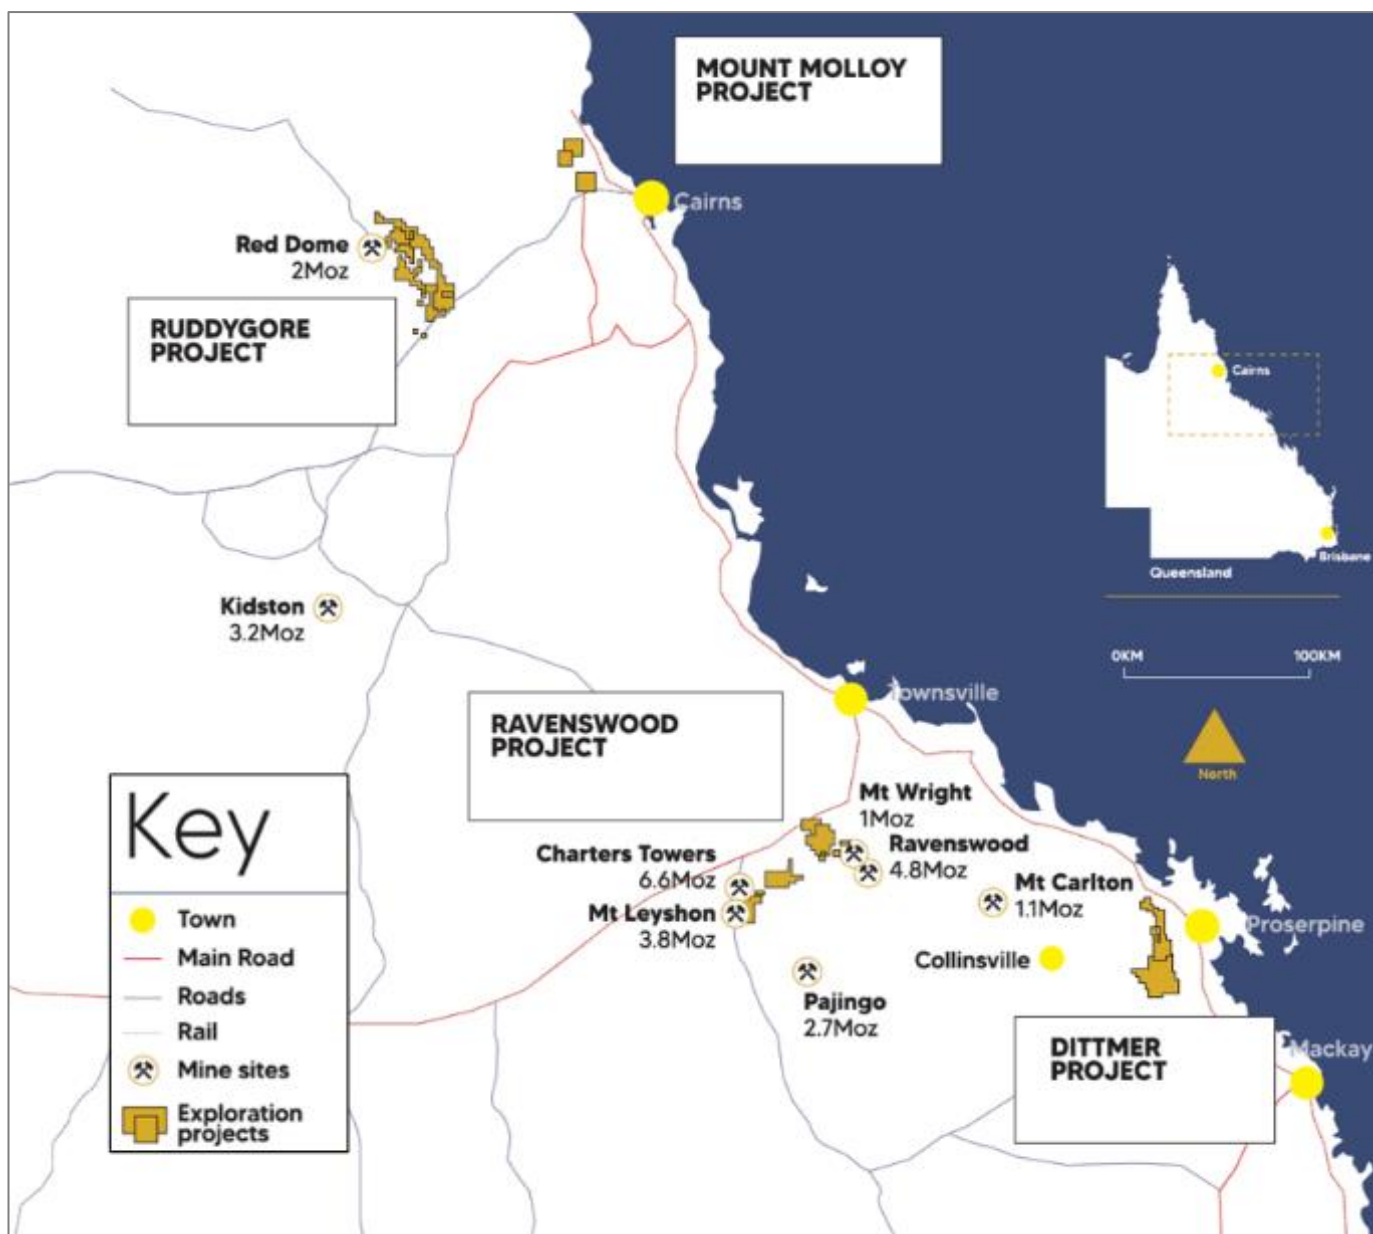 MOUNT MOLLOY
PROJECT
Cairns
Red Dome
2Moz
RUDDYGORE
PROJECT
Cairns
Brisbane
Queensland
Kidston
3.2Moz
0KM
100KM
Townsville
North
RAVENSWOOD
PROJECT
Mt Wright
1Moz
Ravenswood
4.8Moz
Charters Towers
6.6Moz
Mt Leyshon
3.8Moz
Mt Carlton
1.1Moz
Proserpine
Collinsville
Pajingo
2.7Moz
DITTMER
PROJECT
Mackay
Key
Town
Main Road
Roads
Rail
Mine sites
Exploration
projects